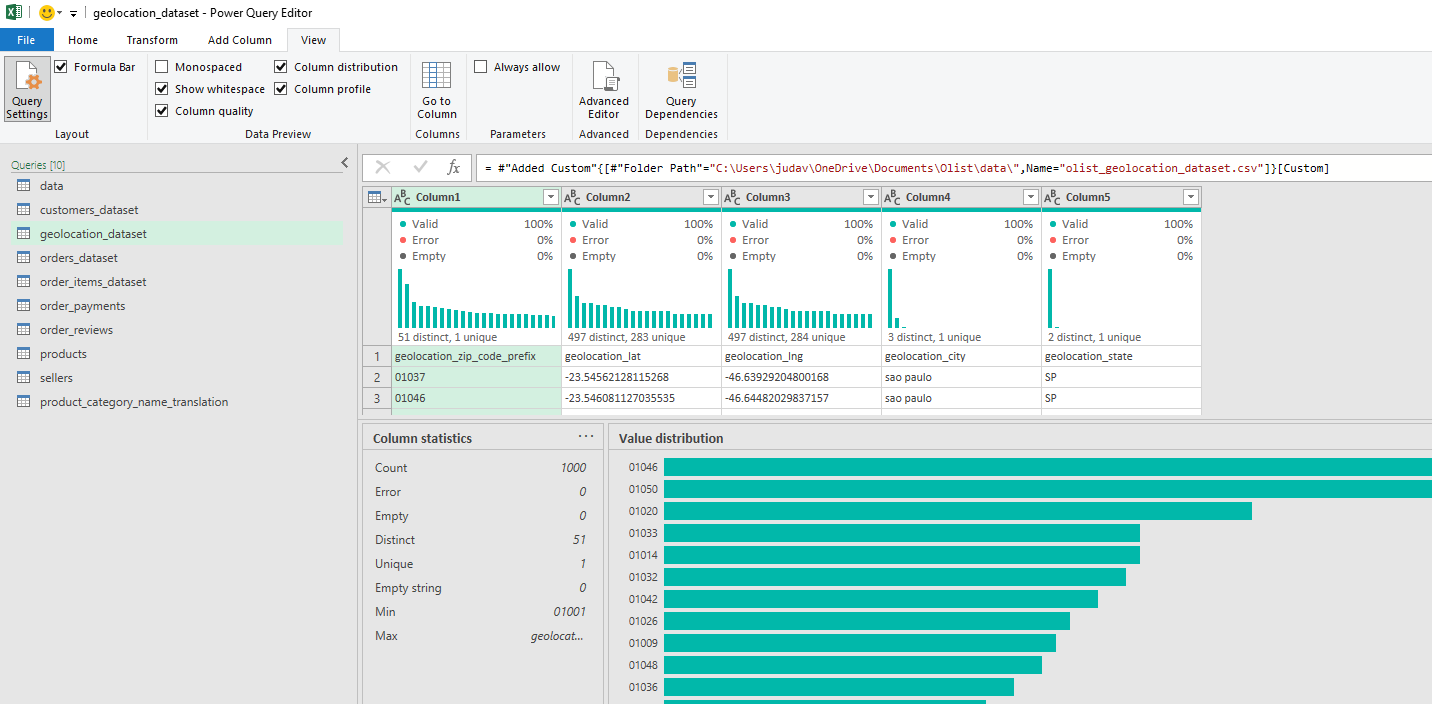 geolocation_dataset - Power Query Editor
File Home Transform Add Column View
Query Settings
Formula Bar
Layout
Monospaced
Show whitespace
Column quality
Column distribution
Column profile
Data Preview
Go to Column
Columns
Always allow
Parameters
Advanced Editor
Advanced
Query Dependencies
Dependencies
Queries [10]
data
customers_dataset
geolocation_dataset
orders_dataset
order_items_dataset
order_payments
order_reviews
products
sellers
product_category_name_translation
fx = #"Added Custom"{[#"Folder Path"="C:\Users\judav\OneDrive\Documents\Olist\data\",Name="olist_geolocation_dataset.csv"]}[Custom]
ABC Column1 ABC Column2 ABC Column3 ABC Column4 ABC Column5
Valid 100% Valid 100% Valid 100% Valid 100% Valid 100%
Error 0% Error 0% Error 0% Error 0% Error 0%
Empty 0% Empty 0% Empty 0% Empty 0% Empty 0%
51 distinct, 1 unique 497 distinct, 283 unique 497 distinct, 284 unique 3 distinct, 1 unique 2 distinct, 1 unique
1 geolocation_zip_code_prefix geolocation_lat geolocation_lng geolocation_city geolocation_state
2 01037 -23.54562128115268 -46.63929204800168 sao paulo SP
3 01046 -23.546081127035535 -46.64482029837157 sao paulo SP
Column statistics ...
Count 1000
Error 0
Empty 0
Distinct 51
Unique 1
Empty string 0
Min 01001
Max geolocat...
Value distribution
01046
01050
01020
01033
01014
01032
01042
01026
01009
01048
01036